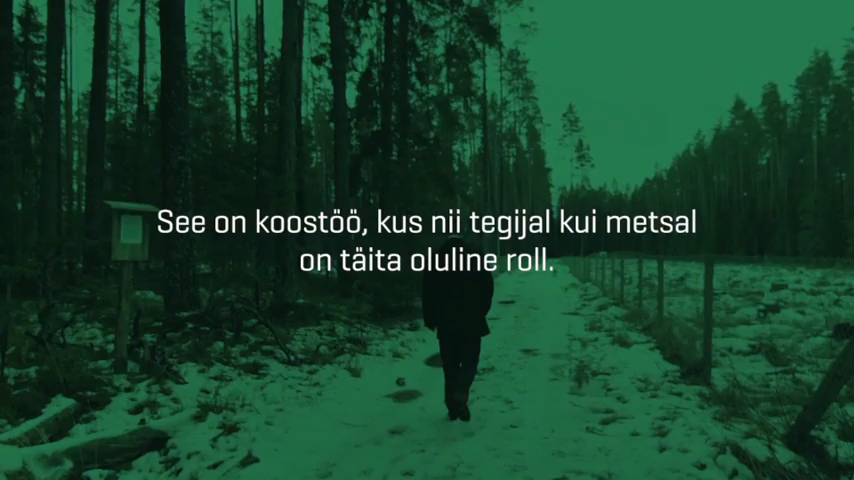 See on koostöö, kus nii tegijal kui metsal
on täita oluline roll.